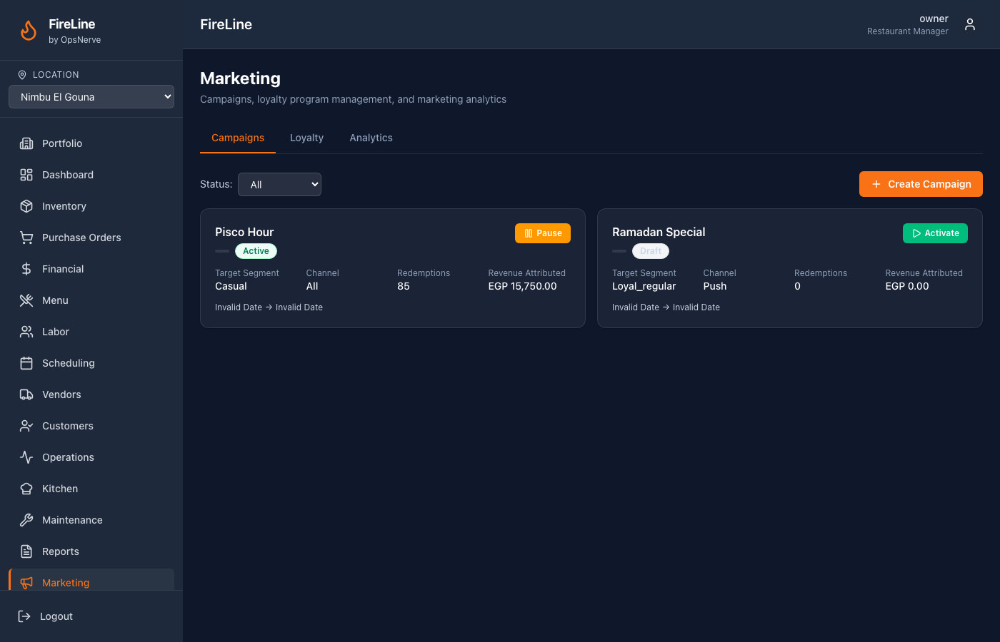 FireLine
by OpsNerve
LOCATION
Nimbu El Gouna
Portfolio
Dashboard
Inventory
Purchase Orders
Financial
Menu
Labor
Scheduling
Vendors
Customers
Operations
Kitchen
Maintenance
Reports
Marketing
Logout
FireLine
owner
Restaurant Manager
Marketing
Campaigns, loyalty program management, and marketing analytics
Campaigns Loyalty Analytics
Status: All
Create Campaign
Pisco Hour
Pause
Active
Target Segment Channel Redemptions Revenue Attributed
Casual All 85 EGP 15,750.00
Invalid Date → Invalid Date
Ramadan Special
Activate
Draft
Target Segment Channel Redemptions Revenue Attributed
Loyal_regular Push 0 EGP 0.00
Invalid Date → Invalid Date